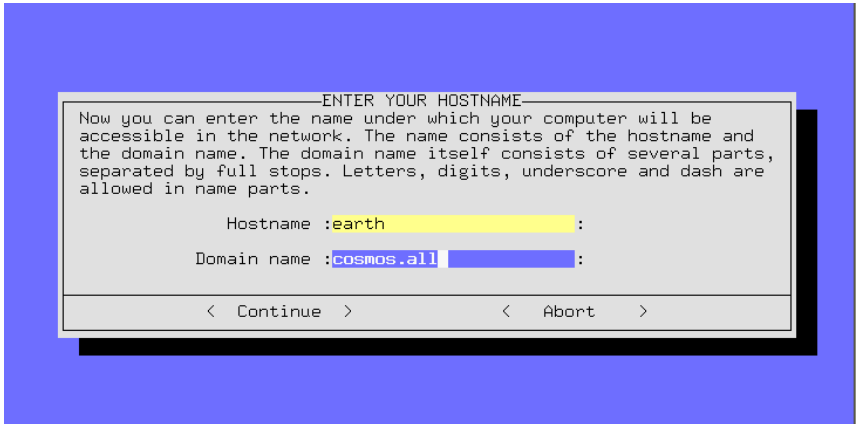 ENTER YOUR HOSTNAME
Now you can enter the name under which your computer will be
accessible in the network. The name consists of the hostname and
the domain name. The domain name itself consists of several parts,
separated by full stops. Letters, digits, underscore and dash are
allowed in name parts.
Hostname :earth :
Domain name :cosmos.all :
< Continue > < Abort >